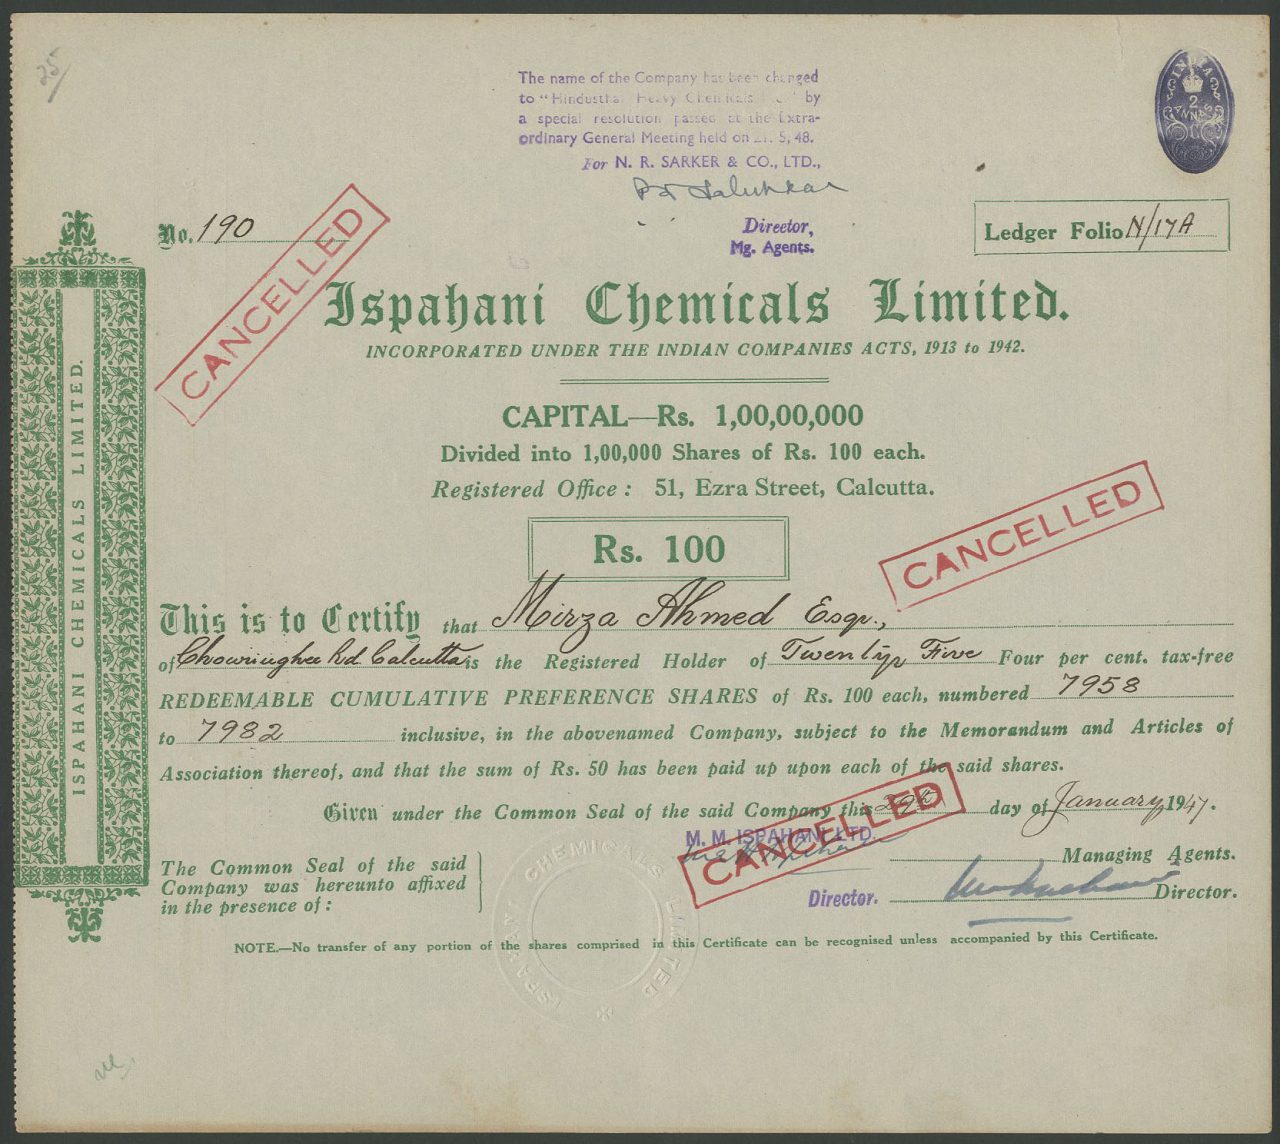 25/
The name of the Company has been changed
to "Hindusthan Heavy Chemicals by
a special resolution passed at the Extra-
ordinary General Meeting held on 5, 48.
For N. R. SARKER & CO., LTD.,
Director,
Mg. Agents.
INDIA
2
ANNAS
No. 190
Ledger Folio N/17A
CANCELLED
Ispahani Chemicals Limited.
INCORPORATED UNDER THE INDIAN COMPANIES ACTS, 1913 to 1942.
CAPITAL—Rs. 1,00,00,000
Divided into 1,00,000 Shares of Rs. 100 each.
Registered Office : 51, Ezra Street, Calcutta.
CANCELLED
Rs. 100
ISPAHANI CHEMICALS LIMITED.
This is to Certify that Mirza Ahmed Esqr.,
of Chowringhee Rd. Calcutta is the Registered Holder of Twenty Five Four per cent. tax-free
REDEEMABLE CUMULATIVE PREFERENCE SHARES of Rs. 100 each, numbered 7958
to 7982 inclusive, in the abovenamed Company, subject to the Memorandum and Articles of
Association thereof, and that the sum of Rs. 50 has been paid up upon each of the said shares.
Given under the Common Seal of the said Company this 29th day of January 1947.
CANCELLED
M. M. ISPAHANI LTD.
Managing Agents.
Director. Director.
The Common Seal of the said
Company was hereunto affixed
in the presence of :
ISPAHANI CHEMICALS LIMITED
NOTE.—No transfer of any portion of the shares comprised in this Certificate can be recognised unless accompanied by this Certificate.